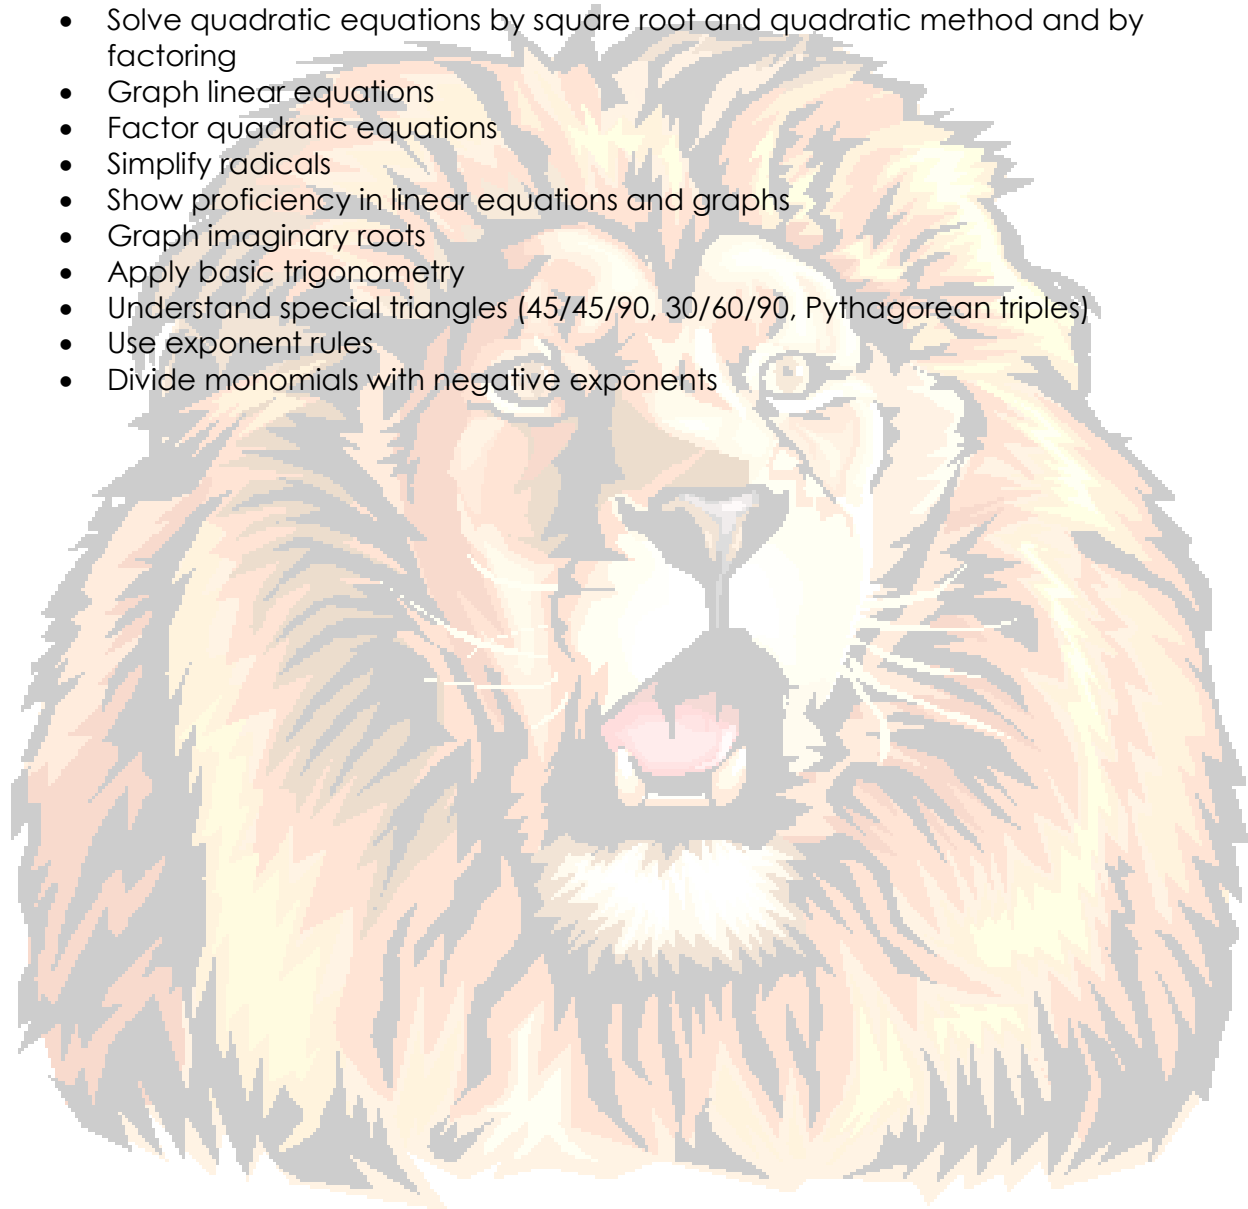 • Solve quadratic equations by square root and quadratic method and by
factoring
• Graph linear equations
• Factor quadratic equations
• Simplify radicals
• Show proficiency in linear equations and graphs
• Graph imaginary roots
• Apply basic trigonometry
• Understand special triangles (45/45/90, 30/60/90, Pythagorean triples)
• Use exponent rules
• Divide monomials with negative exponents